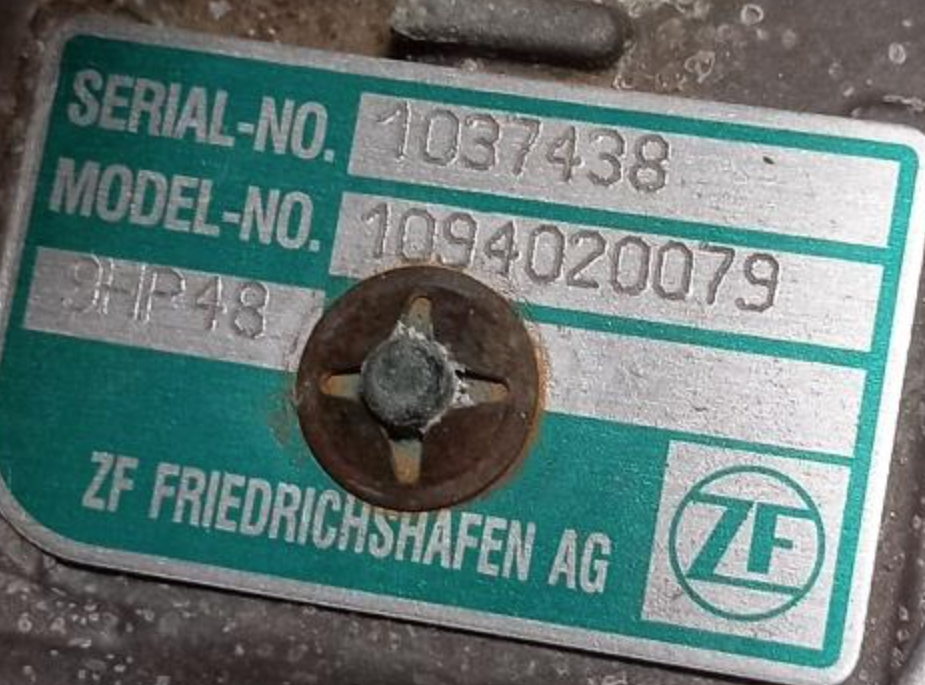 SERIAL-NO. 1037438
MODEL-NO. 1094020079
9HP48
ZF FRIEDRICHSHAFEN AG
ZF